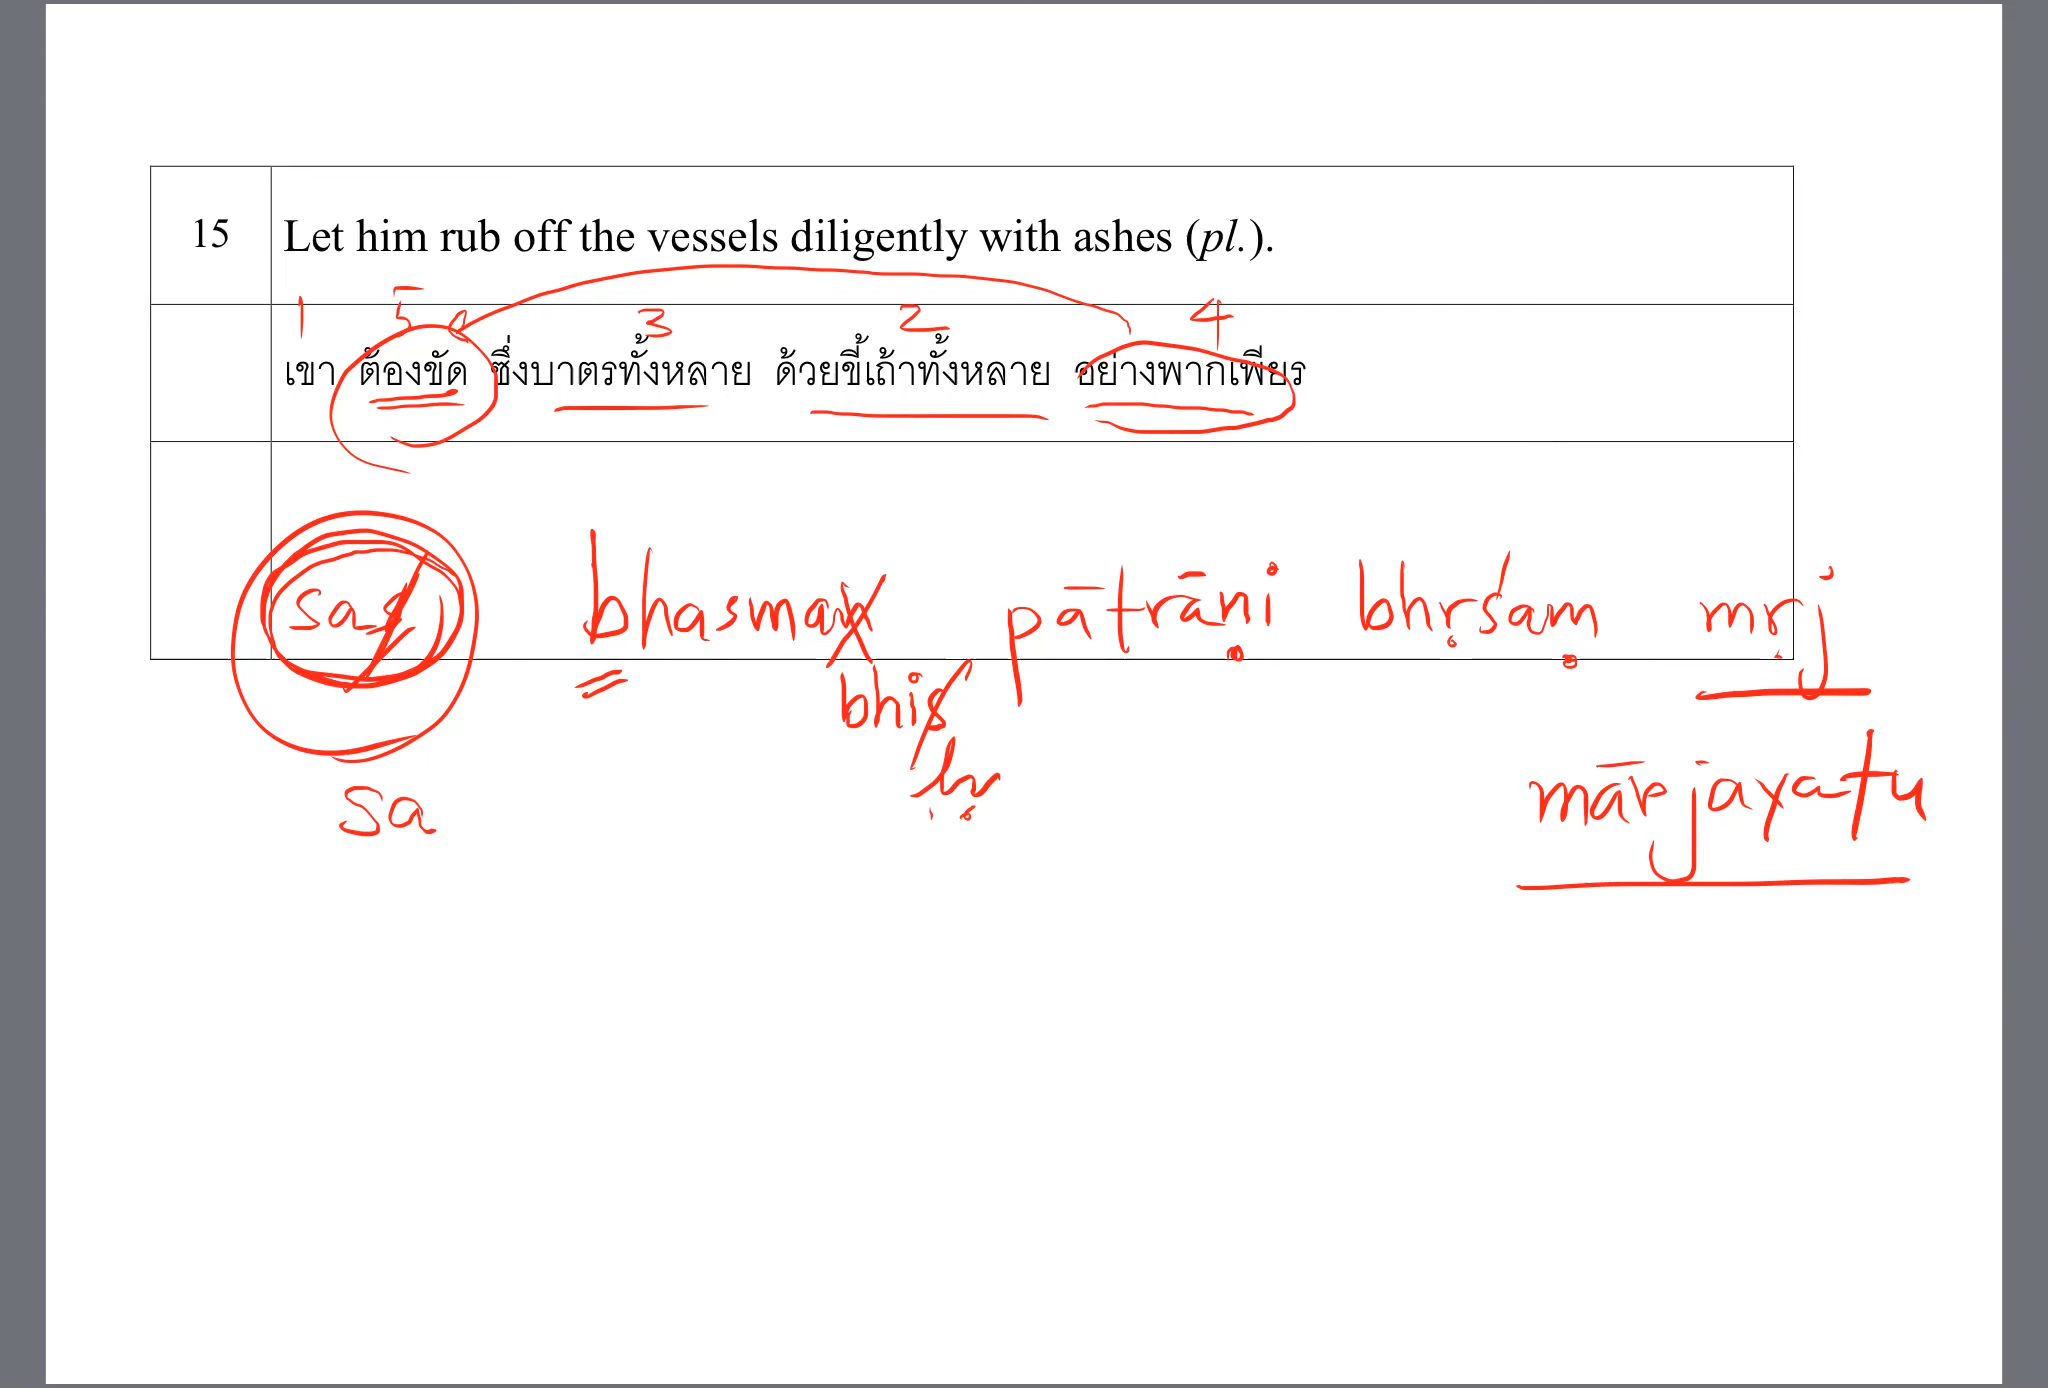 15 Let him rub off the vessels diligently with ashes (pl.).
1 5 3 2 4
เขา ต้องขัด ซึ่งบาตรทั้งหลาย ด้วยขี้เถ้าทั้งหลาย อย่างพากเพียร
sas bhasman pātrāṇi bhṛśaṃ mṛj
bhis
ḥ
sa mārjayatu